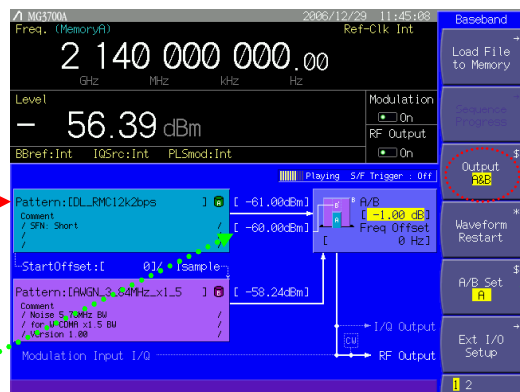 MG3700A 2006/12/29 11:45:08
Freq. (MemoryA) Ref-Clk Int
2 140 000 000.00
GHz MHz kHz Hz
Level
- 56.39 dBm
Modulation
On
RF Output
On
BBref:Int IQSrc:Int PLSmod:Int
Playing S/F Trigger : Off
Pattern:[DL_RMC12k2bps ] A [ -61.00dBm]
Comment
/ SFN: Short /
/ /
/ /
[ -60.00dBm]
A/B
[ -1.00 dB]
Freq Offset
[ 0 Hz]
B
A
StartOffset:[ 0]/ 1sample
Pattern:[AWGN_3_84MHz_x1_5 ] B [ -58.24dBm]
Comment
/ Noise 5.76MHz BW /
/ for W-CDMA x1.5 BW /
/ Version 1.00 /
Modulation Input I/Q
I/Q Output
CW
RF Output
Baseband
Load File
to Memory
Sequence
Progress
$
Output
A&B
*
Waveform
Restart
$
A/B Set
A
Ext I/O
Setup
1 2